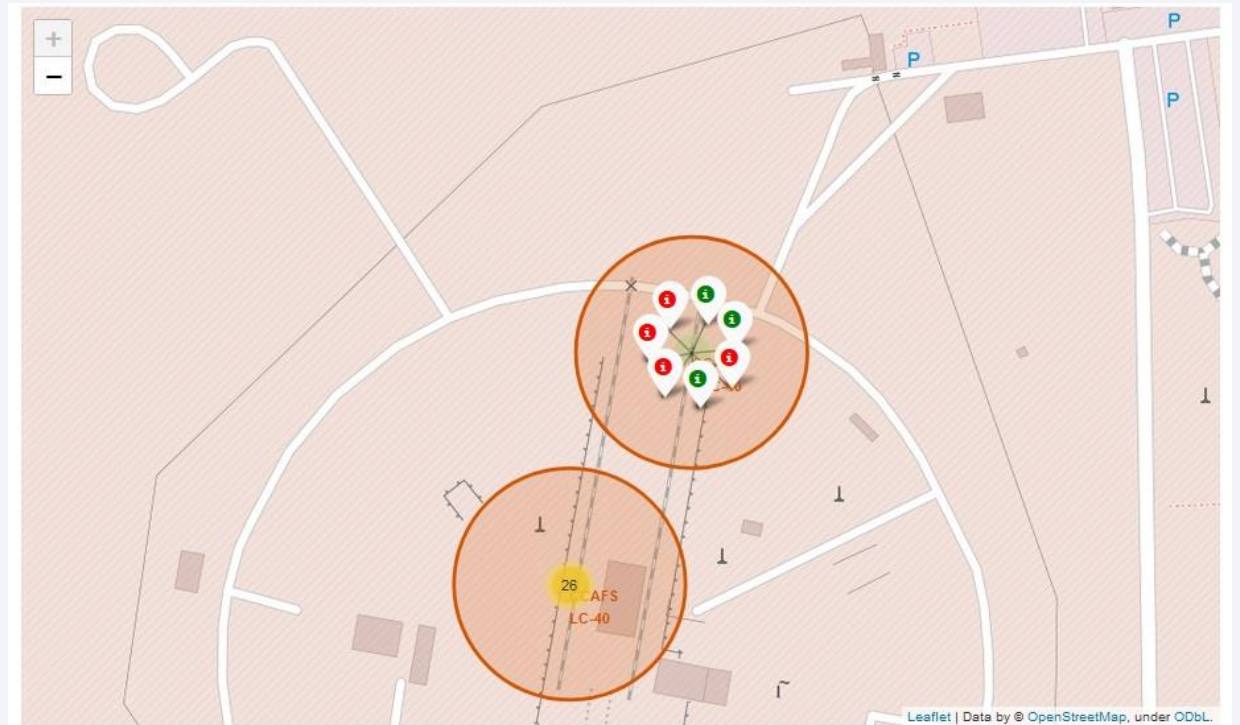 +
P
P
−
P
i
i
i
i
i
i
i
26
CAFS
LC-40
Leaflet | Data by © OpenStreetMap, under ODbL.